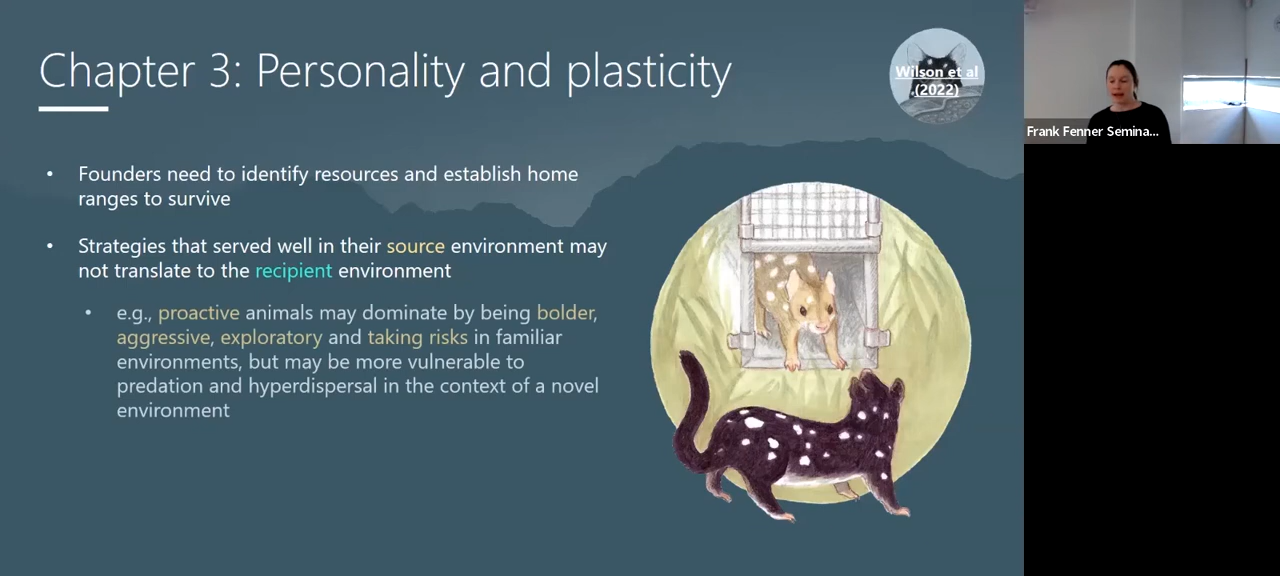 Chapter 3: Personality and plasticity
Wilson et al
(2022)
• Founders need to identify resources and establish home
ranges to survive
• Strategies that served well in their source environment may
not translate to the recipient environment
• e.g., proactive animals may dominate by being bolder,
aggressive, exploratory and taking risks in familiar
environments, but may be more vulnerable to
predation and hyperdispersal in the context of a novel
environment
Frank Fenner Semina...